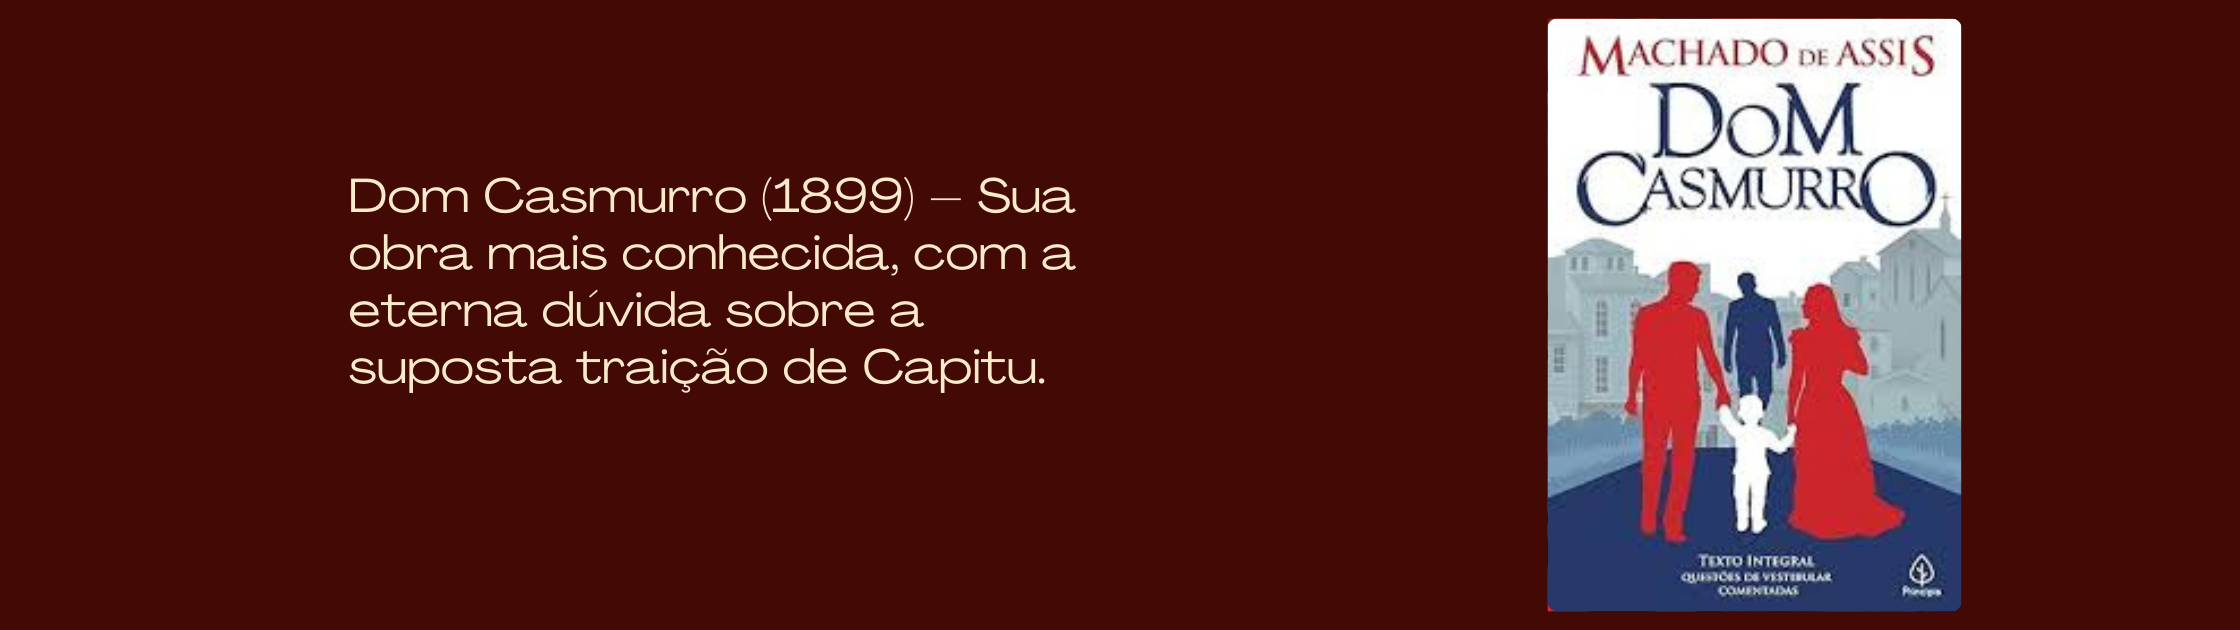 Dom Casmurro (1899) – Sua
obra mais conhecida, com a
eterna dúvida sobre a
suposta traição de Capitu.
MACHADO DE ASSIS
DOM
CASMURRO
TEXTO INTEGRAL
QUESTÕES DE VESTIBULAR
COMENTADAS
Principis